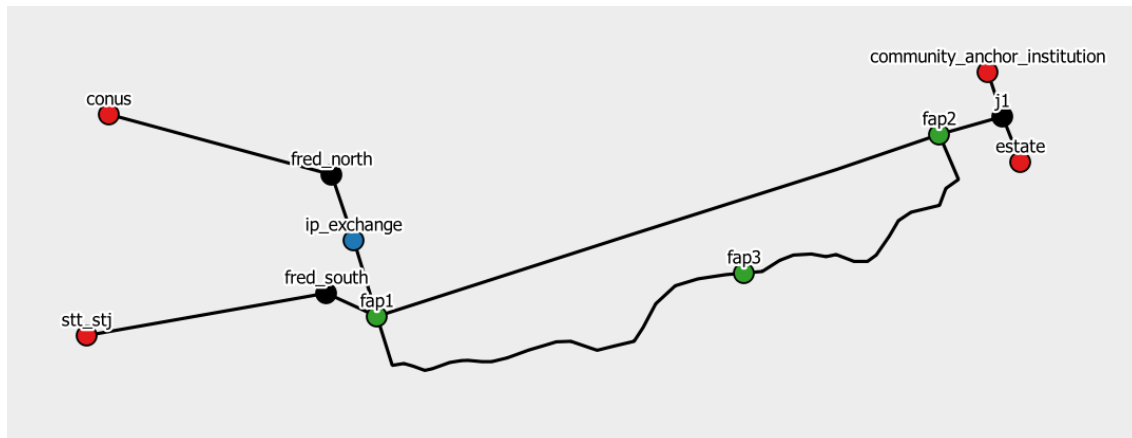 community_anchor_institution
conus
j1
fap2
estate
fred_north
ip_exchange
fap3
fred_south
fap1
stt_stj